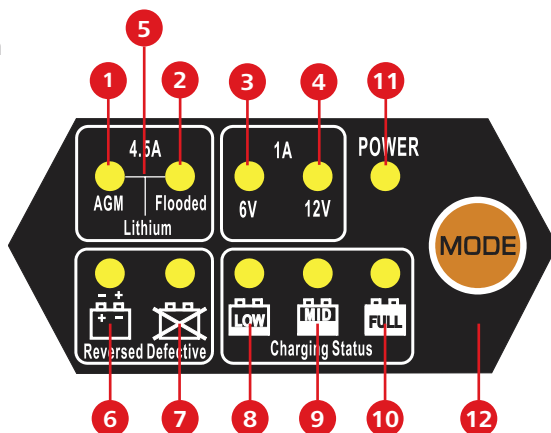 5
1 2 3 4 11
4.5A 1A POWER
AGM Flooded 6V 12V
Lithium
MODE
- + + -
LOW MID FULL
Reversed Defective Charging Status
6 7 8 9 10 12